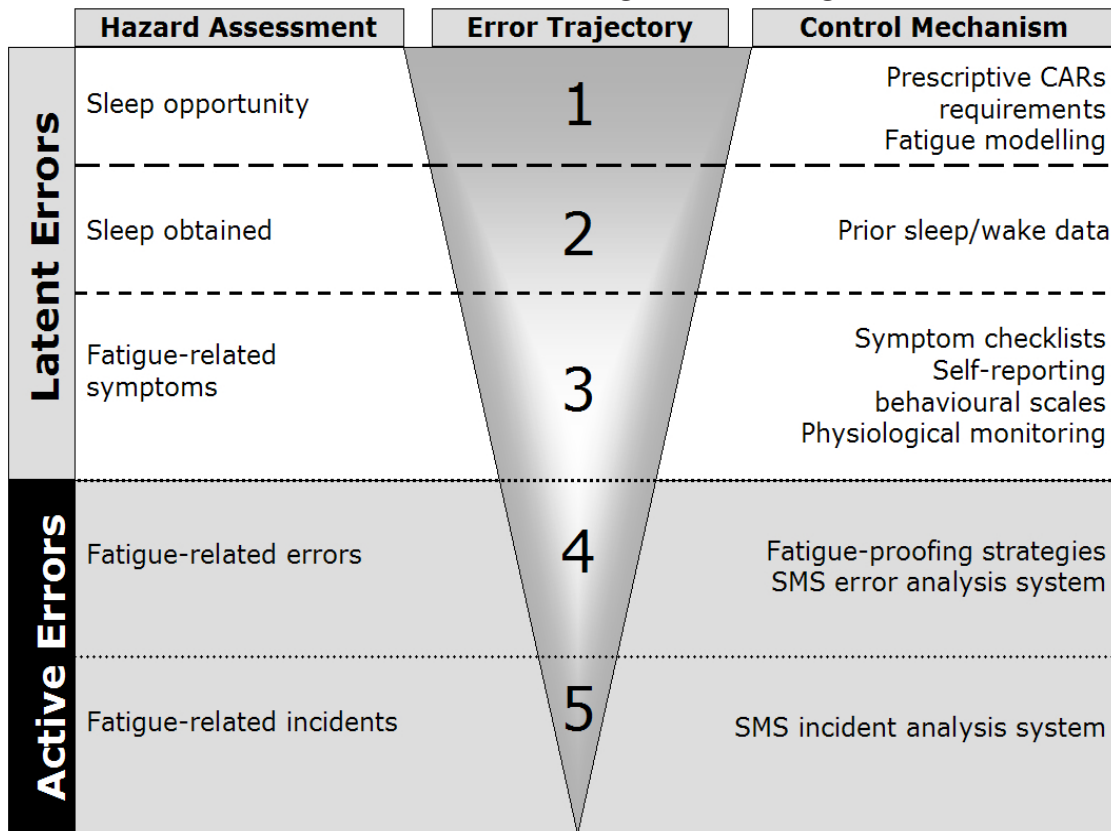 Hazard Assessment
Error Trajectory
Control Mechanism
Latent Errors
Sleep opportunity
1
Prescriptive CARs
requirements
Fatigue modelling
Sleep obtained
2
Prior sleep/wake data
Fatigue-related
symptoms
3
Symptom checklists
Self-reporting
behavioural scales
Physiological monitoring
Active Errors
Fatigue-related errors
4
Fatigue-proofing strategies
SMS error analysis system
Fatigue-related incidents
5
SMS incident analysis system